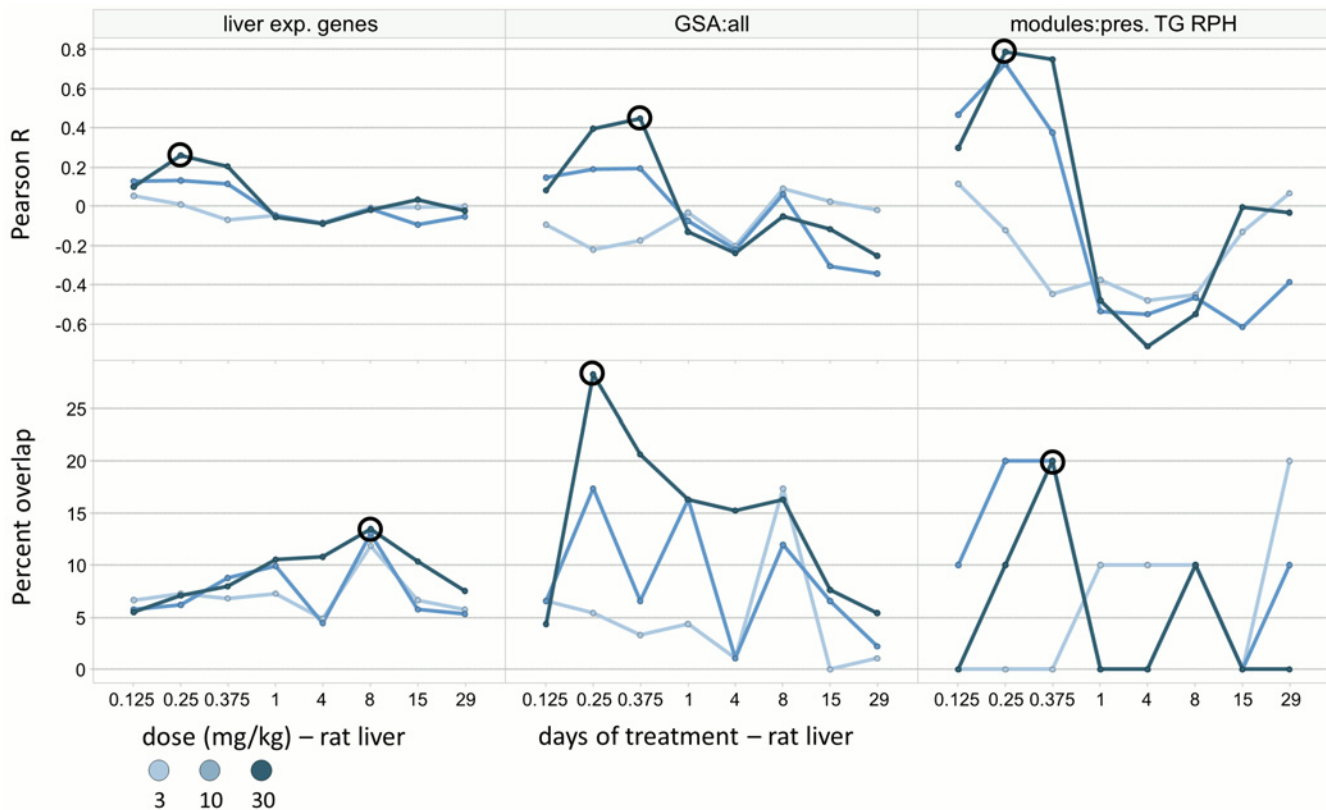 liver exp. genes GSA:all modules:pres. TG RPH
Pearson R
0.8
0.6
0.4
0.2
0
-0.2
-0.4
-0.6
Percent overlap
25
20
15
10
5
0
0.125 0.25 0.375 1 4 8 15 29 0.125 0.25 0.375 1 4 8 15 29 0.125 0.25 0.375 1 4 8 15 29
dose (mg/kg) – rat liver days of treatment – rat liver
3 10 30